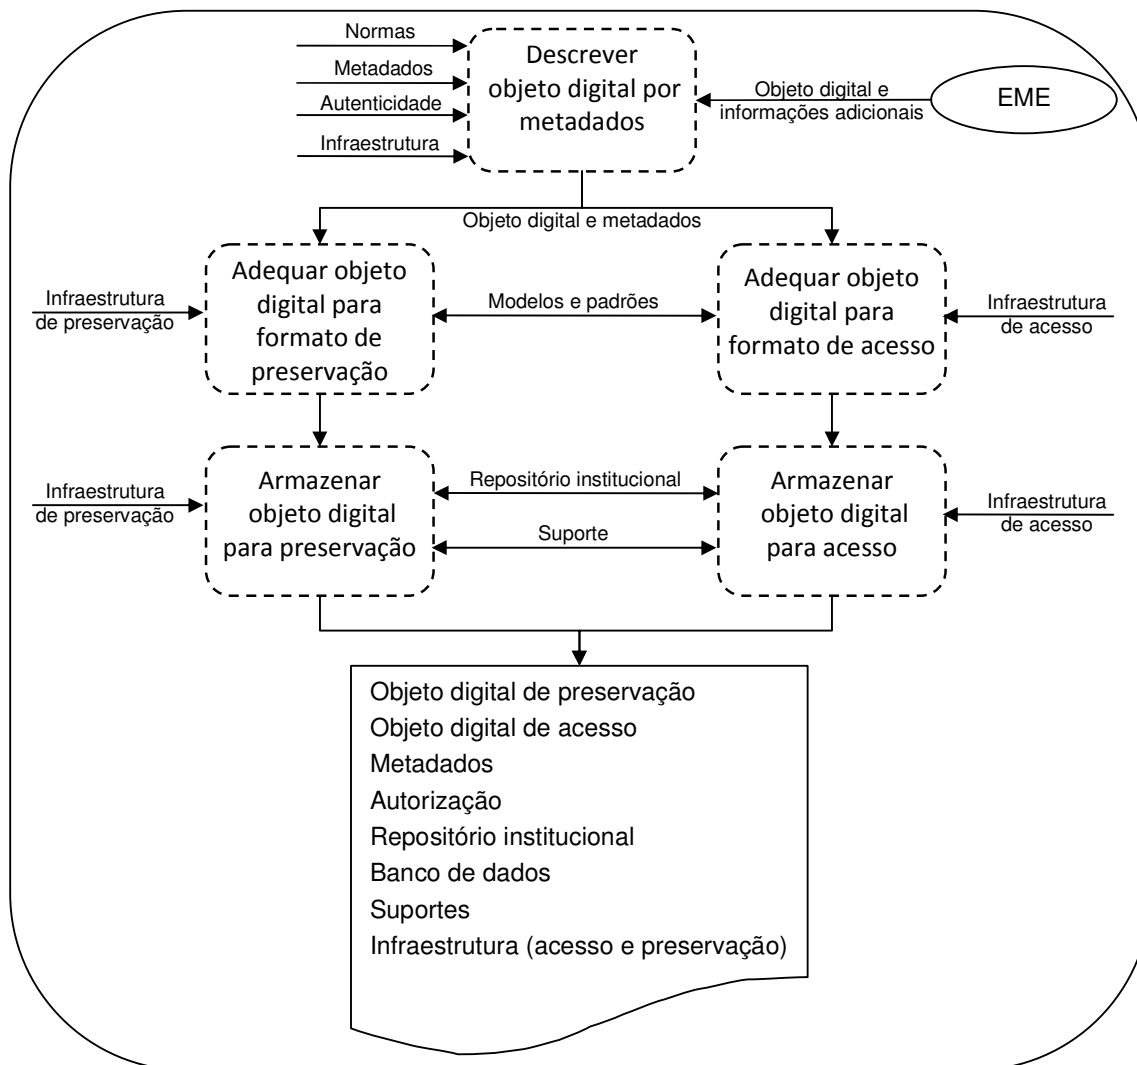 Normas
Metadados
Autenticidade
Infraestrutura
Descrever
objeto digital por
metadados
Objeto digital e
informações adicionais
EME
Objeto digital e metadados
Infraestrutura
de preservação
Adequar objeto
digital para
formato de
preservação
Modelos e padrões
Adequar objeto
digital para
formato de acesso
Infraestrutura
de acesso
Infraestrutura
de preservação
Armazenar
objeto digital
para preservação
Repositório institucional
Suporte
Armazenar
objeto digital
para acesso
Infraestrutura
de acesso
Objeto digital de preservação
Objeto digital de acesso
Metadados
Autorização
Repositório institucional
Banco de dados
Suportes
Infraestrutura (acesso e preservação)